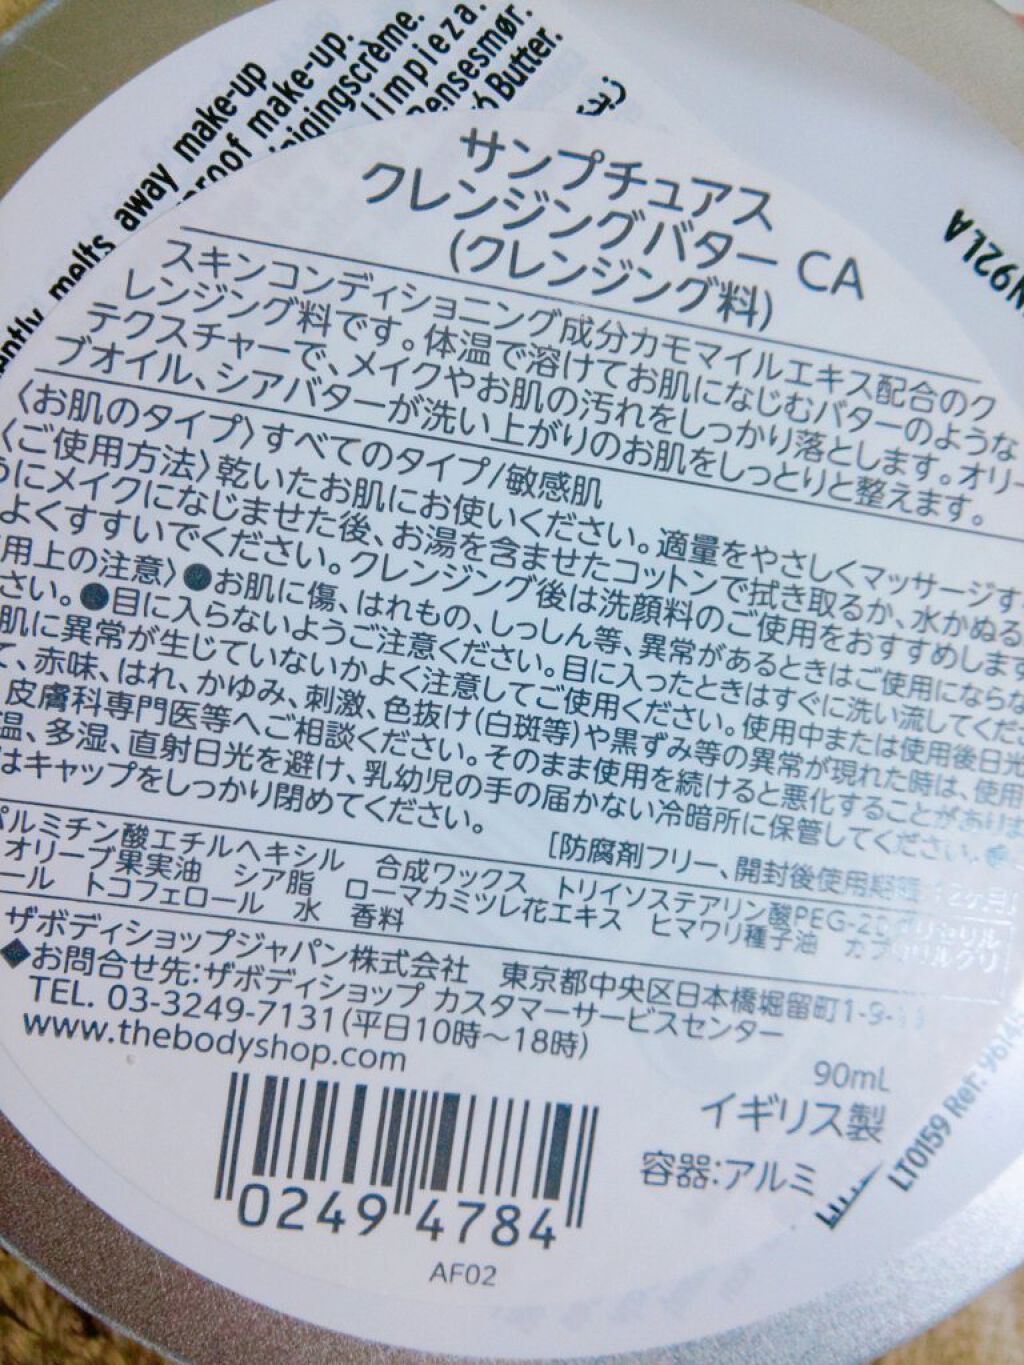 melts away make-up
proof make-up.
limpieza.
Rensesmør.
Butter.
サンプチュアス
クレンジングバター CA
(クレンジング料)
スキンコンディショニング成分カモマイルエキス配合のク
レンジング料です。体温で溶けてお肌になじむバターのような
テクスチャーで、メイクやお肌の汚れをしっかり落とします。オリー
ブオイル、シアバターが洗い上がりのお肌をしっとりと整えます。
〈お肌のタイプ〉すべてのタイプ/敏感肌
〈ご使用方法〉乾いたお肌にお使いください。適量をやさしくマッサージす
うにメイクになじませた後、お湯を含ませたコットンで拭き取るか、水かぬる
よくすすいでください。クレンジング後は洗顔料のご使用をおすすめします
用上の注意〉●お肌に傷、はれもの、しっしん等、異常があるときはご使用にならな
さい。●目に入らないようご注意ください。目に入ったときはすぐに洗い流してくださ
肌に異常が生じていないかよく注意してご使用ください。使用中または使用後日光
て、赤味、はれ、かゆみ、刺激、色抜け(白斑等)や黒ずみ等の異常が現れた時は、使用
皮膚科専門医等へご相談ください。そのまま使用を続けると悪化することがありま
温、多湿、直射日光を避け、乳幼児の手の届かない冷暗所に保管してください。
はキャップをしっかり閉めてください。
[防腐剤フリー、開封後使用期限 12ヶ月]
パルミチン酸エチルヘキシル 合成ワックス トリイソステアリン酸PEG-20グリセリル
オリーブ果実油 シア脂 ローマカミツレ花エキス ヒマワリ種子油 カプリリルグリ
ール トコフェロール 水 香料
ザボディショップジャパン株式会社 東京都中央区日本橋堀留町1-9-11
◆お問合せ先:ザボディショップ カスタマーサービスセンター
TEL. 03-3249-7131(平日10時〜18時)
www.thebodyshop.com
90mL
イギリス製
容器:アルミ
02494784
AF02
N92LA
LT0159 Ref: 9614